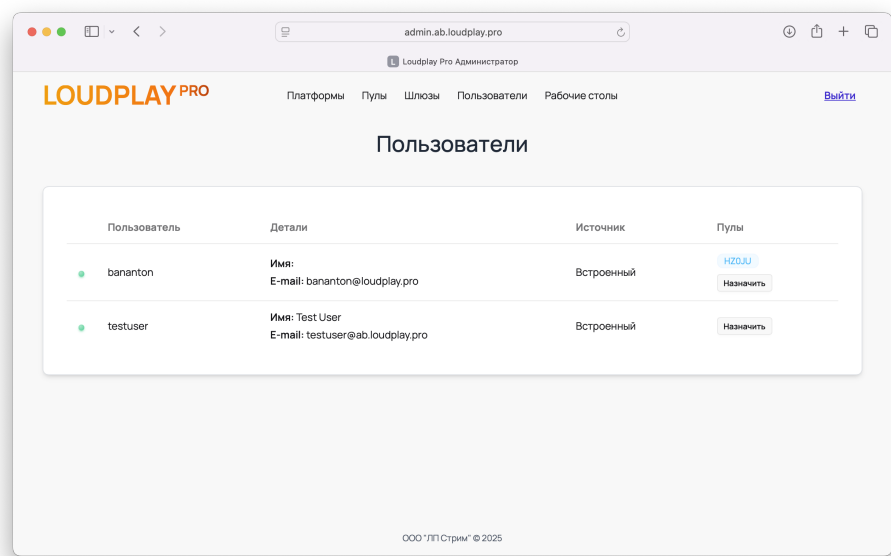 admin.ab.loudplay.pro
L Loudplay Pro Администратор
LOUDPLAY PRO
Платформы Пулы Шлюзы Пользователи Рабочие столы Выйти
Пользователи
Пользователь Детали Источник Пулы
bananton Имя: E-mail: bananton@loudplay.pro Встроенный HZ0JU Назначить
testuser Имя: Test User E-mail: testuser@ab.loudplay.pro Встроенный Назначить
ООО "ЛП Стрим" © 2025